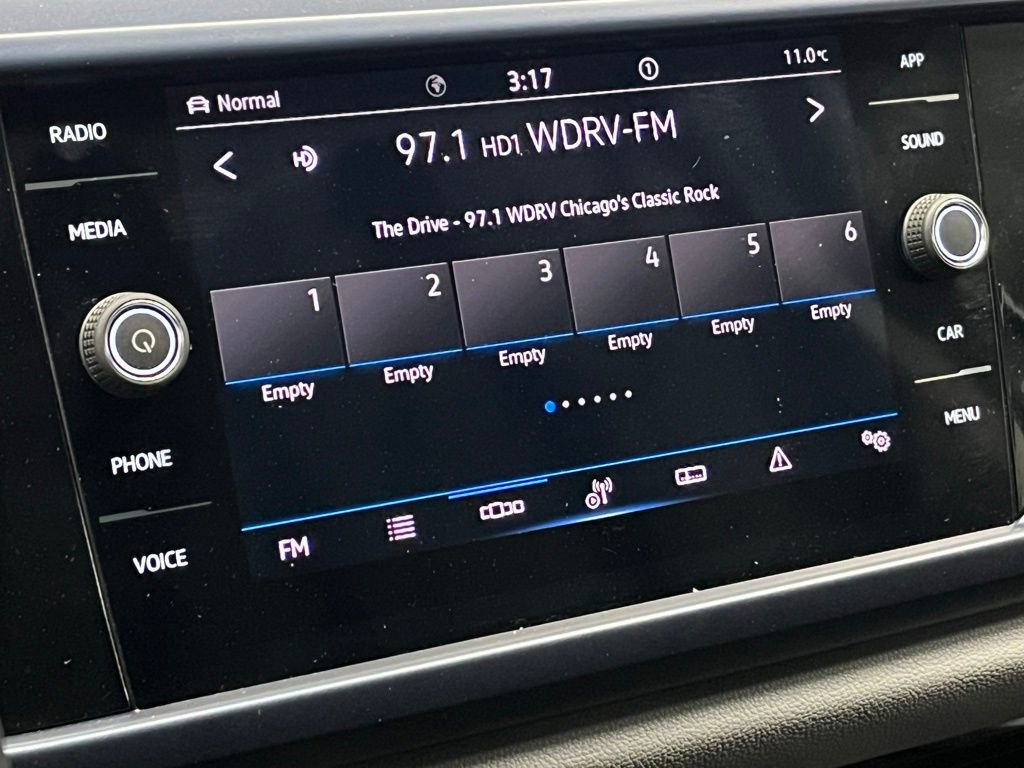 Normal
3:17
1
11.0°C
HD
97.1 HD1 WDRV-FM
The Drive - 97.1 WDRV Chicago's Classic Rock
1 2 3 4 5 6
Empty Empty Empty Empty Empty Empty
FM
RADIO
MEDIA
PHONE
VOICE
APP
SOUND
CAR
MENU